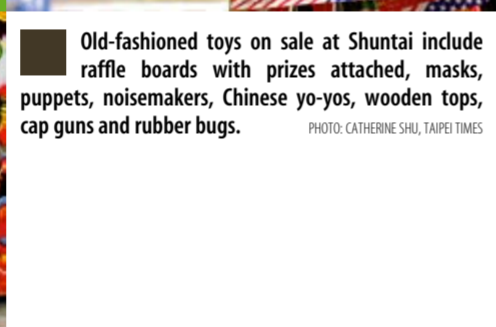 Old-fashioned toys on sale at Shuntai include
raffle boards with prizes attached, masks,
puppets, noisemakers, Chinese yo-yos, wooden tops,
cap guns and rubber bugs. PHOTO: CATHERINE SHU, TAIPEI TIMES